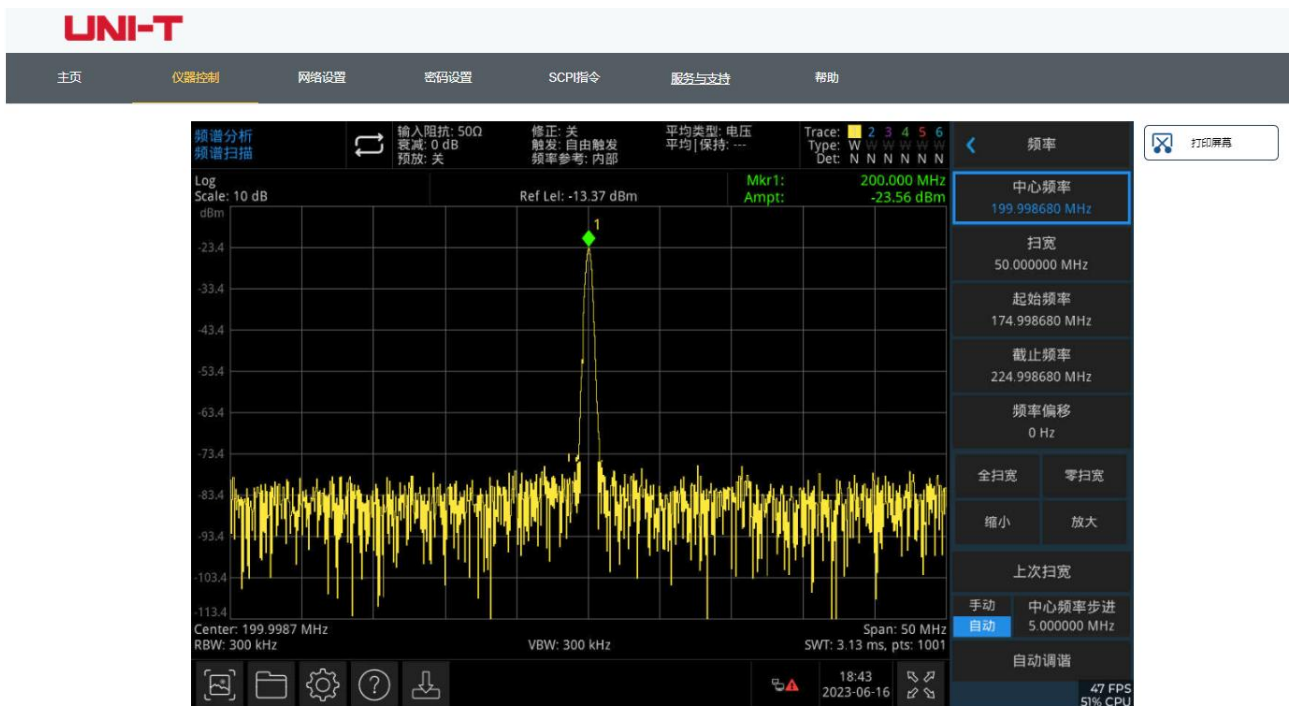 UNI-T
主页 仪器控制 网络设置 密码设置 SCPI指令 服务与支持 帮助
频谱分析
频谱扫描
输入阻抗: 50Ω
衰减: 0 dB
预放: 关
修正: 关
触发: 自由触发
频率参考: 内部
平均类型: 电压
平均|保持: ---
Trace: 1 2 3 4 5 6
Type: W W W W W W
Det: N N N N N N
Log
Scale: 10 dB
Ref Lel: -13.37 dBm
Mkr1: 200.000 MHz
Ampt: -23.56 dBm
dBm
1
-23.4
-33.4
-43.4
-53.4
-63.4
-73.4
-83.4
-93.4
-103.4
-113.4
Center: 199.9987 MHz
RBW: 300 kHz
VBW: 300 kHz
Span: 50 MHz
SWT: 3.13 ms, pts: 1001
18:43
2023-06-16
频率
中心频率
199.998680 MHz
扫宽
50.000000 MHz
起始频率
174.998680 MHz
截止频率
224.998680 MHz
频率偏移
0 Hz
全扫宽 零扫宽
缩小 放大
上次扫宽
手动
自动
中心频率步进
5.000000 MHz
自动调谐
47 FPS
51% CPU
打印屏幕